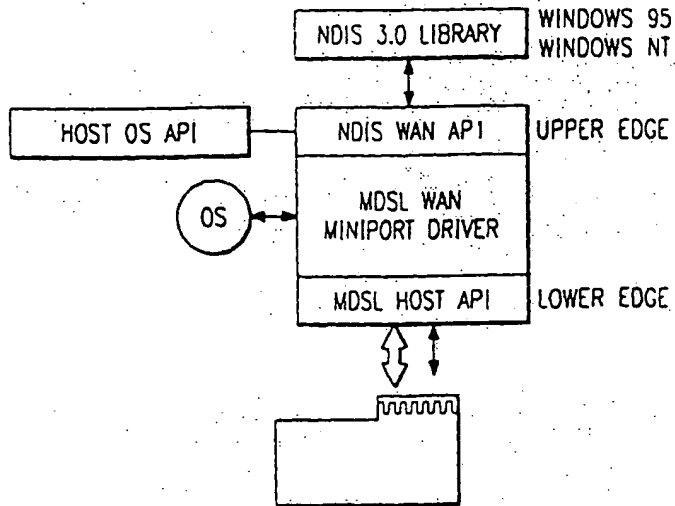 NDIS 3.0 LIBRARY
WINDOWS 95
WINDOWS NT
HOST OS API
NDIS WAN API
UPPER EDGE
OS
MDSL WAN
MINIPORT DRIVER
MDSL HOST API
LOWER EDGE